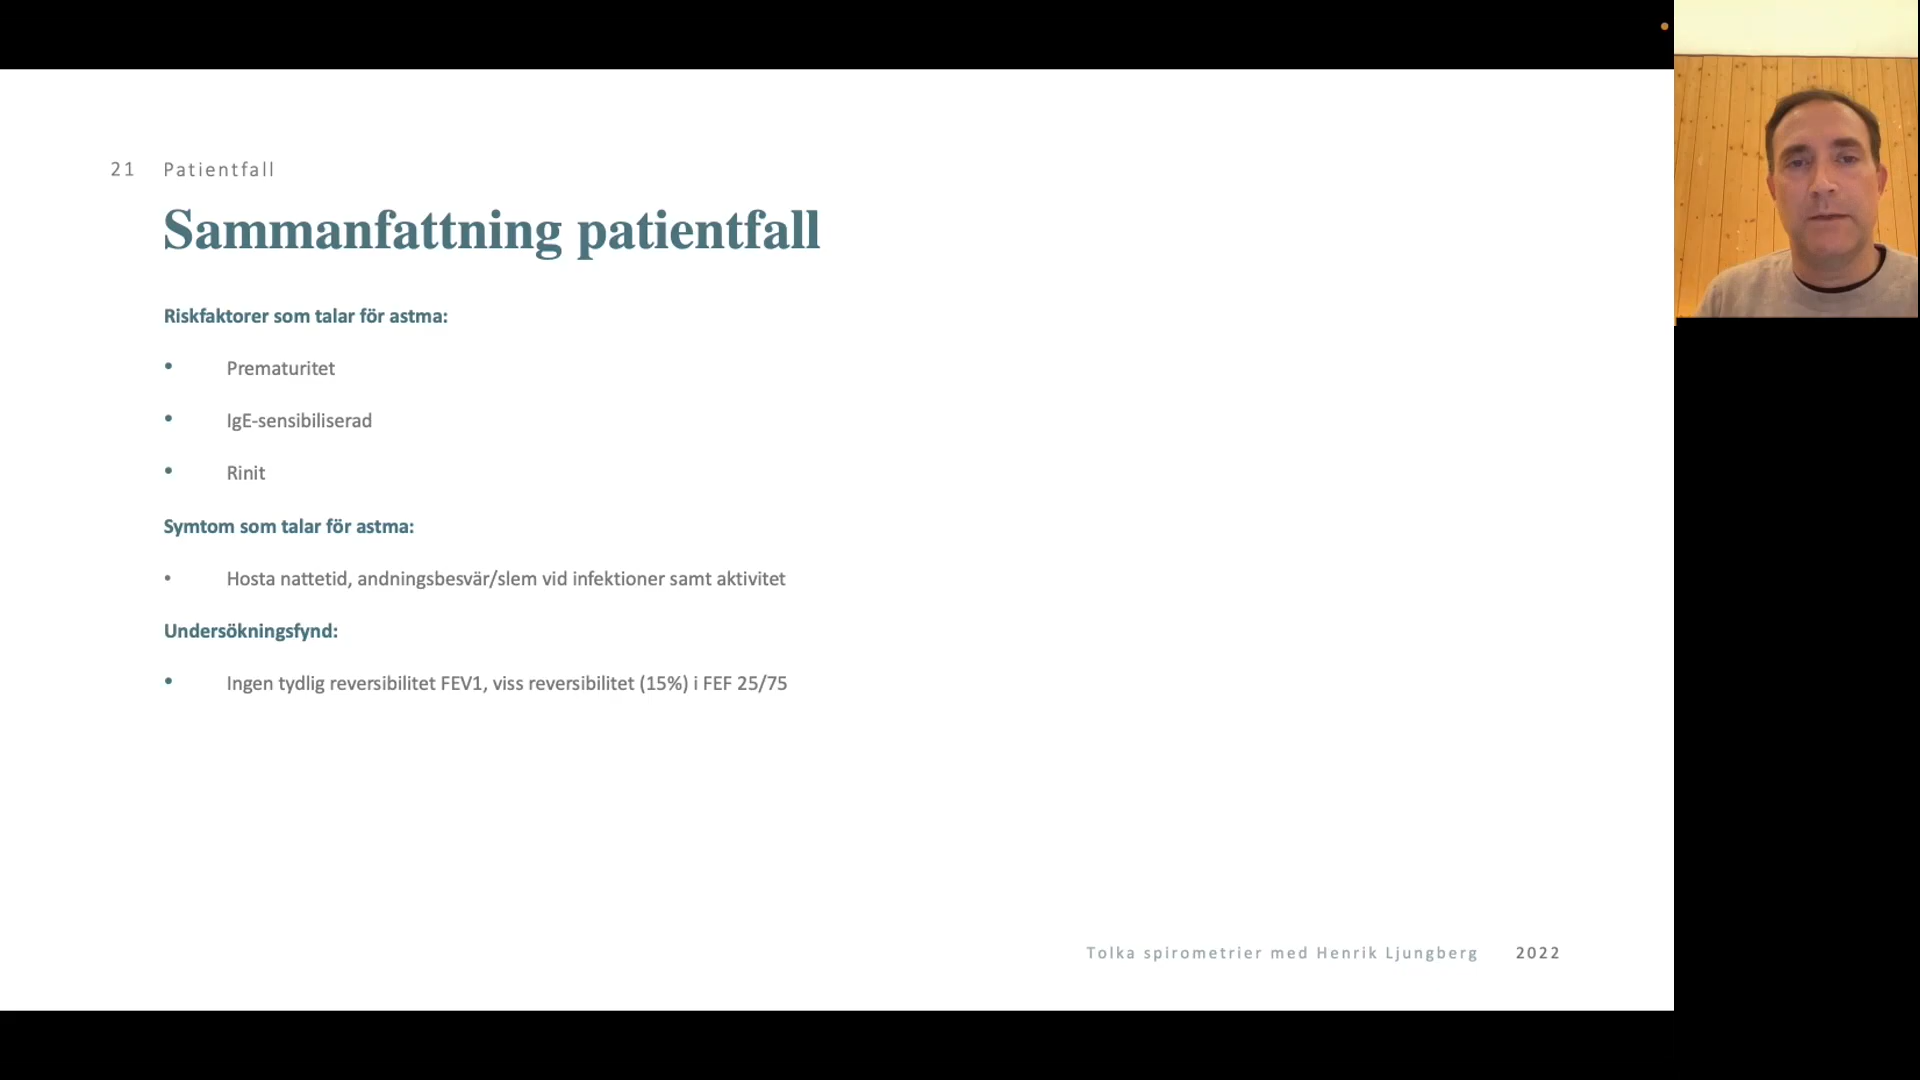 21 Patientfall
Sammanfattning patientfall
Riskfaktorer som talar för astma:
• Prematuritet
• IgE-sensibiliserad
• Rinit
Symtom som talar för astma:
• Hosta nattetid, andningsbesvär/slem vid infektioner samt aktivitet
Undersökningsfynd:
• Ingen tydlig reversibilitet FEV1, viss reversibilitet (15%) i FEF 25/75
Tolka spirometrier med Henrik Ljungberg 2022